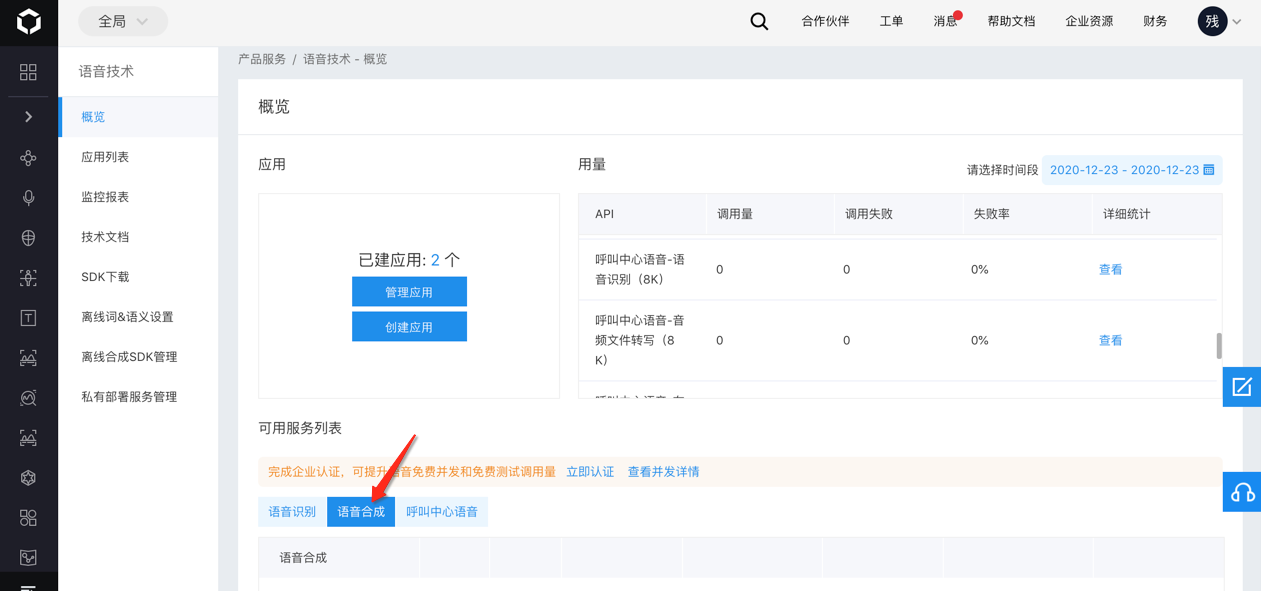 全局
合作伙伴 工单 消息 帮助文档 企业资源 财务 残
语音技术
概览
应用列表
监控报表
技术文档
SDK下载
离线词&语义设置
离线合成SDK管理
私有部署服务管理
产品服务 / 语音技术 - 概览
概览
应用
已建应用: 2 个
管理应用
创建应用
用量
请选择时间段 2020-12-23 - 2020-12-23
API 调用量 调用失败 失败率 详细统计
呼叫中心语音-语
音识别（8K） 0 0 0% 查看
呼叫中心语音-音
频文件转写（8
K） 0 0 0% 查看
可用服务列表
完成企业认证，可提升语音免费并发和免费测试调用量 立即认证 查看并发详情
语音识别 语音合成 呼叫中心语音
语音合成